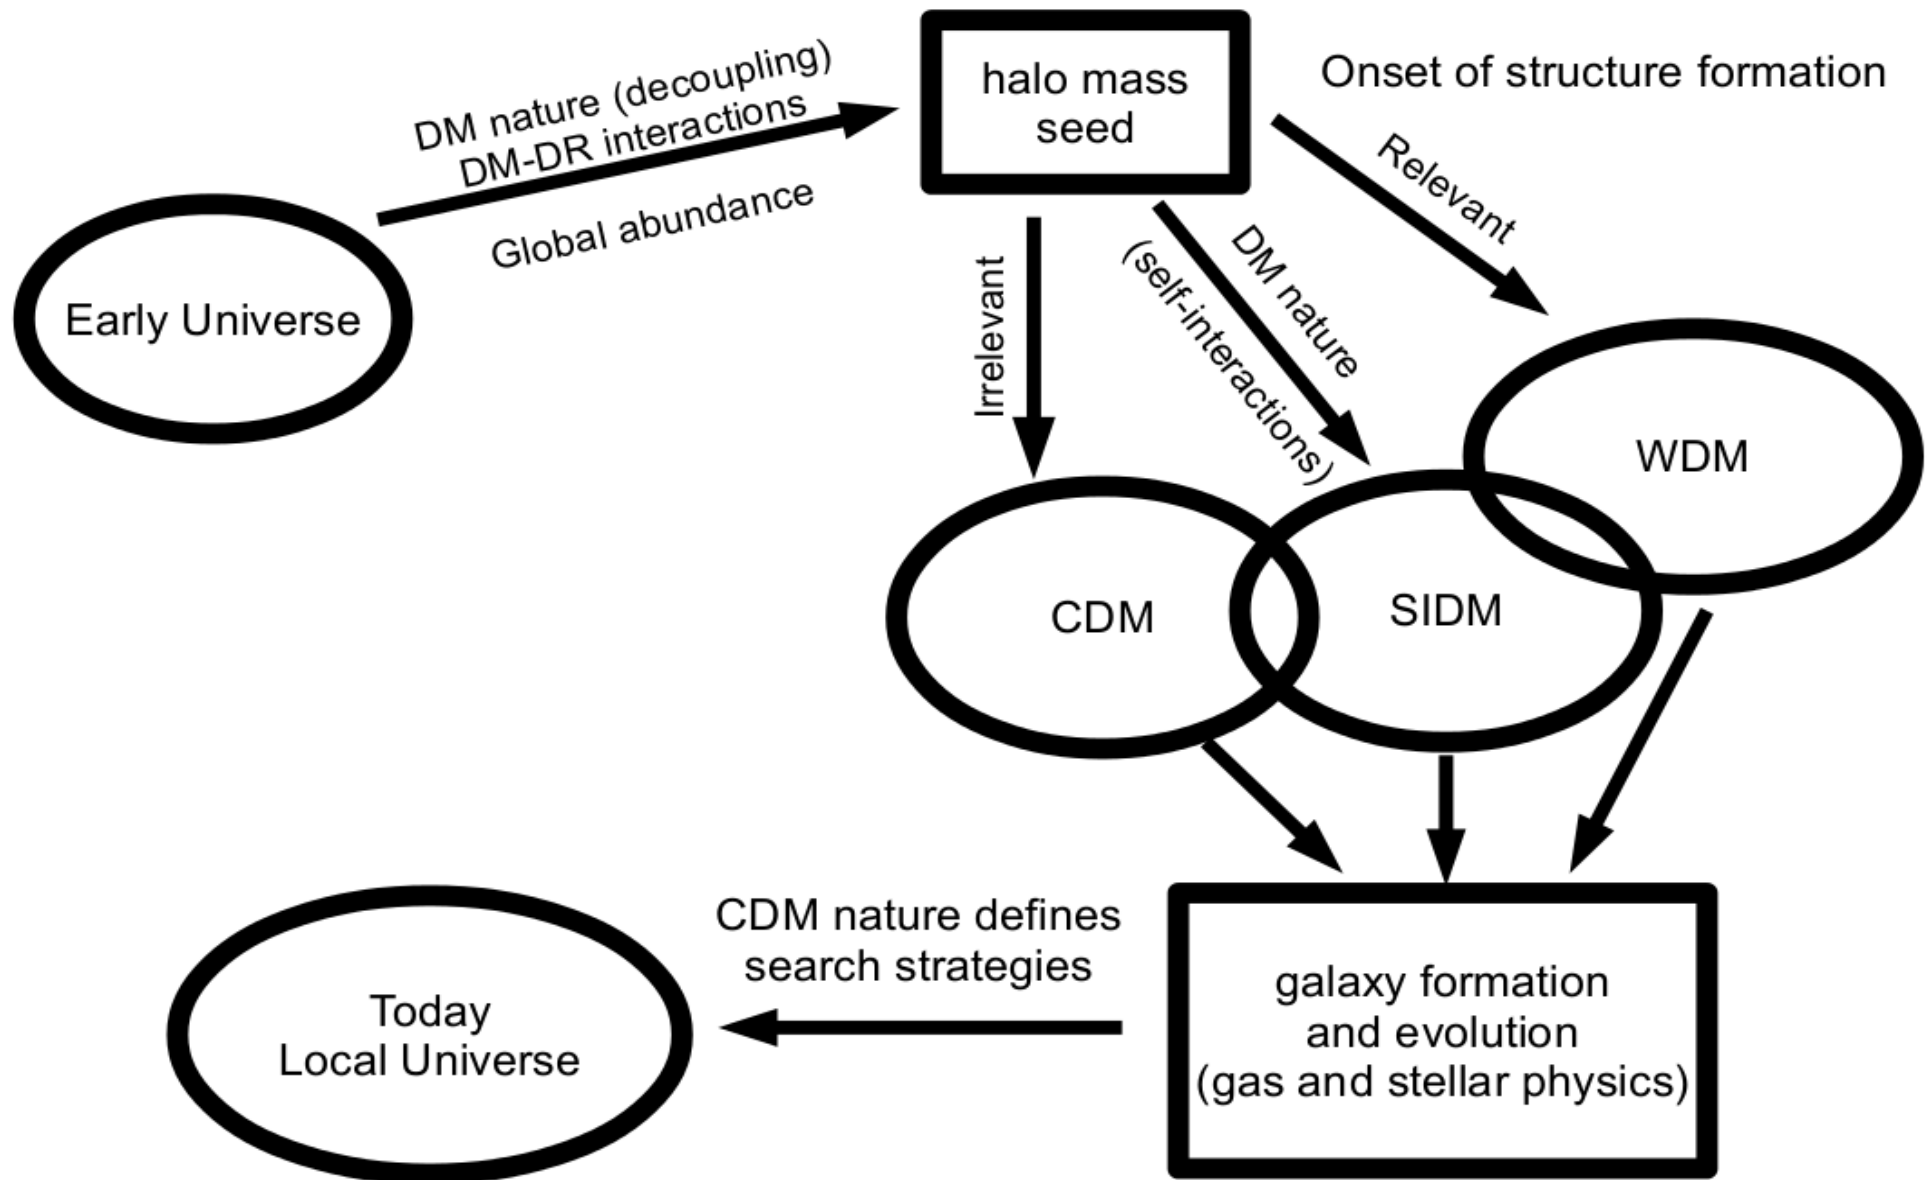 DM nature (decoupling)
DM-DR interactions
Global abundance
halo mass
seed
Onset of structure formation
Relevant
Irrelevant
DM nature
(self-interactions)
Early Universe
WDM
CDM
SIDM
CDM nature defines
search strategies
Today
Local Universe
galaxy formation
and evolution
(gas and stellar physics)